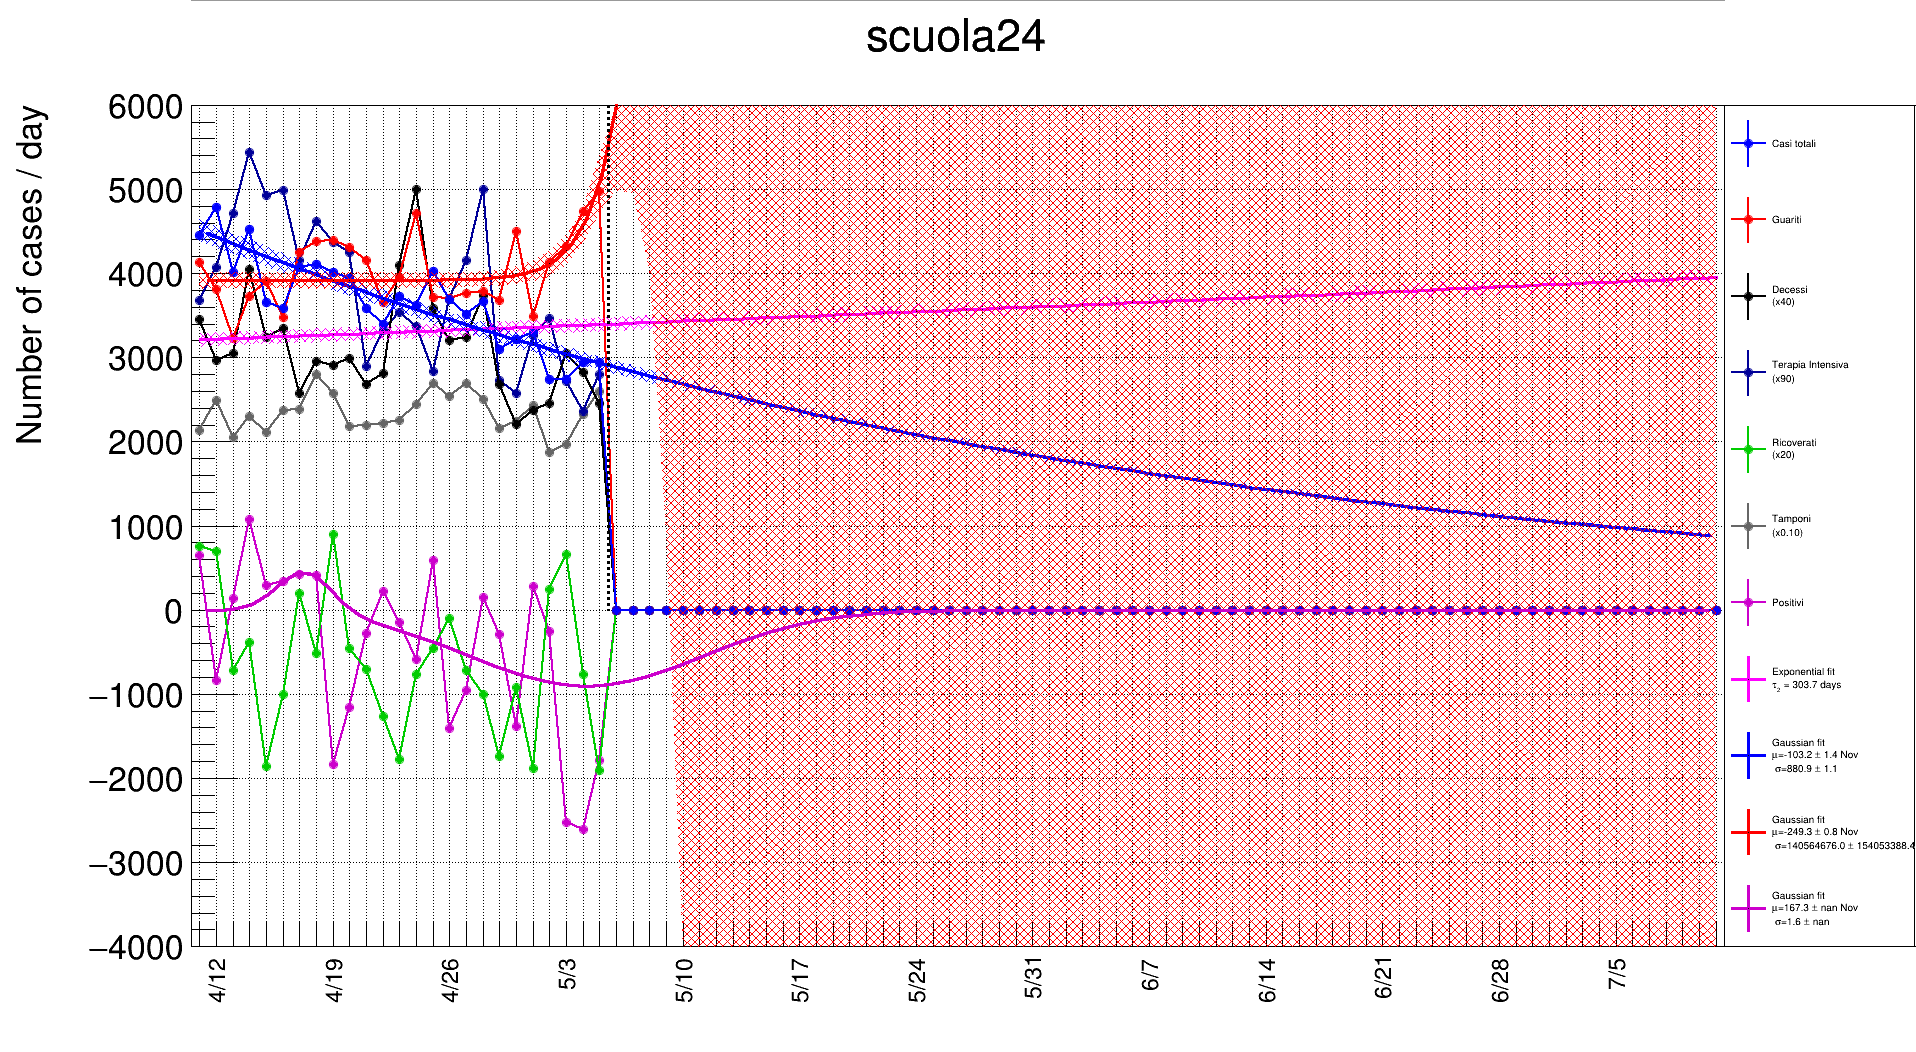 scuola24
Number of cases / day
6000
5000
4000
3000
2000
1000
0
−1000
−2000
−3000
−4000
4/12
4/19
4/26
5/3
5/10
5/17
5/24
5/31
6/7
6/14
6/21
6/28
7/5
Casi totali
Guariti
Decessi
(x40)
Terapia Intensiva
(x90)
Ricoverati
(x20)
Tamponi
(x0.10)
Positivi
Exponential fit
τ₂ = 303.7 days
Gaussian fit
μ=-103.2 ± 1.4 Nov
σ=880.9 ± 1.1
Gaussian fit
μ=-249.3 ± 0.8 Nov
σ=140564676.0 ± 154053388.4
Gaussian fit
μ=167.3 ± nan Nov
σ=1.6 ± nan